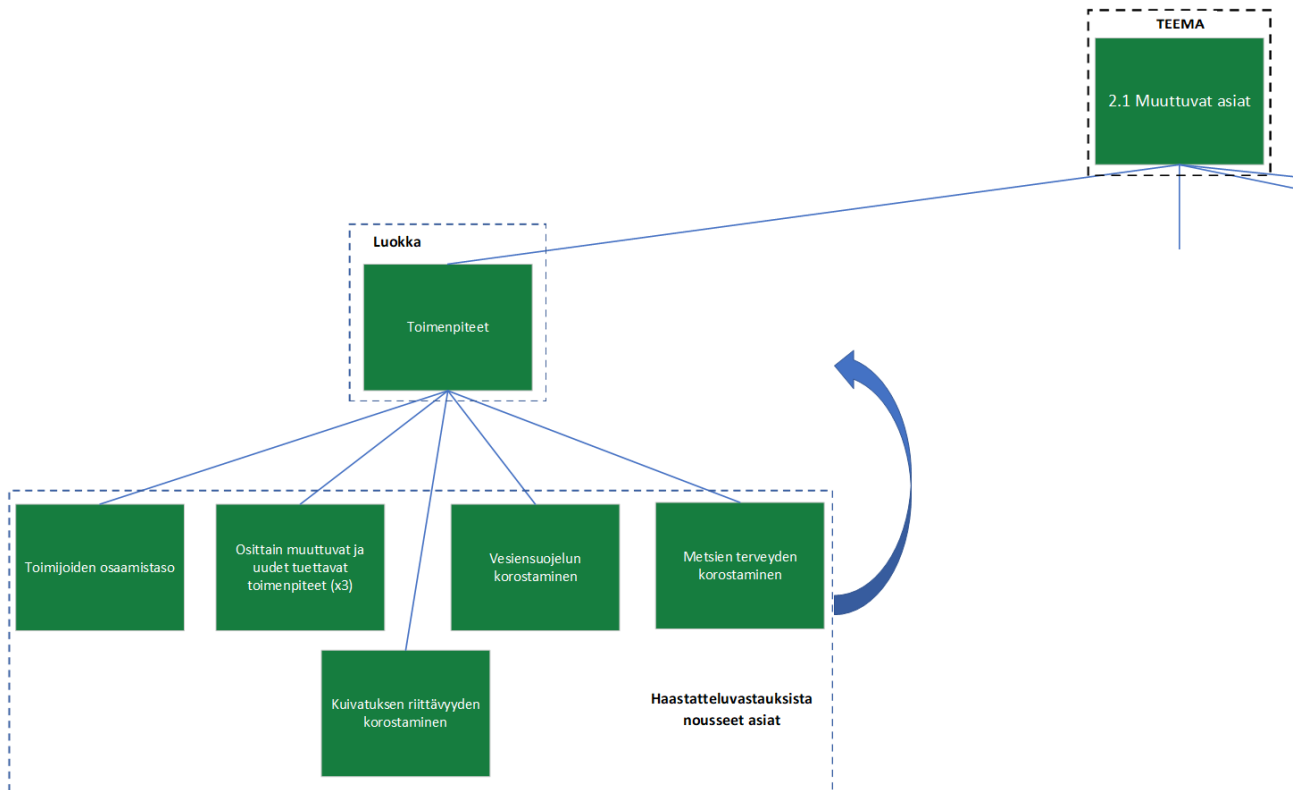 TEEMA
2.1 Muuttuvat asiat
Luokka
Toimenpiteet
Toimijoiden osaamistaso
Osittain muuttuvat ja
uudet tuettavat
toimenpiteet (x3)
Vesiensuojelun
korostaminen
Metsien terveyden
korostaminen
Kuivatuksen riittävyyden
korostaminen
Haastatteluvastauksista
nousseet asiat